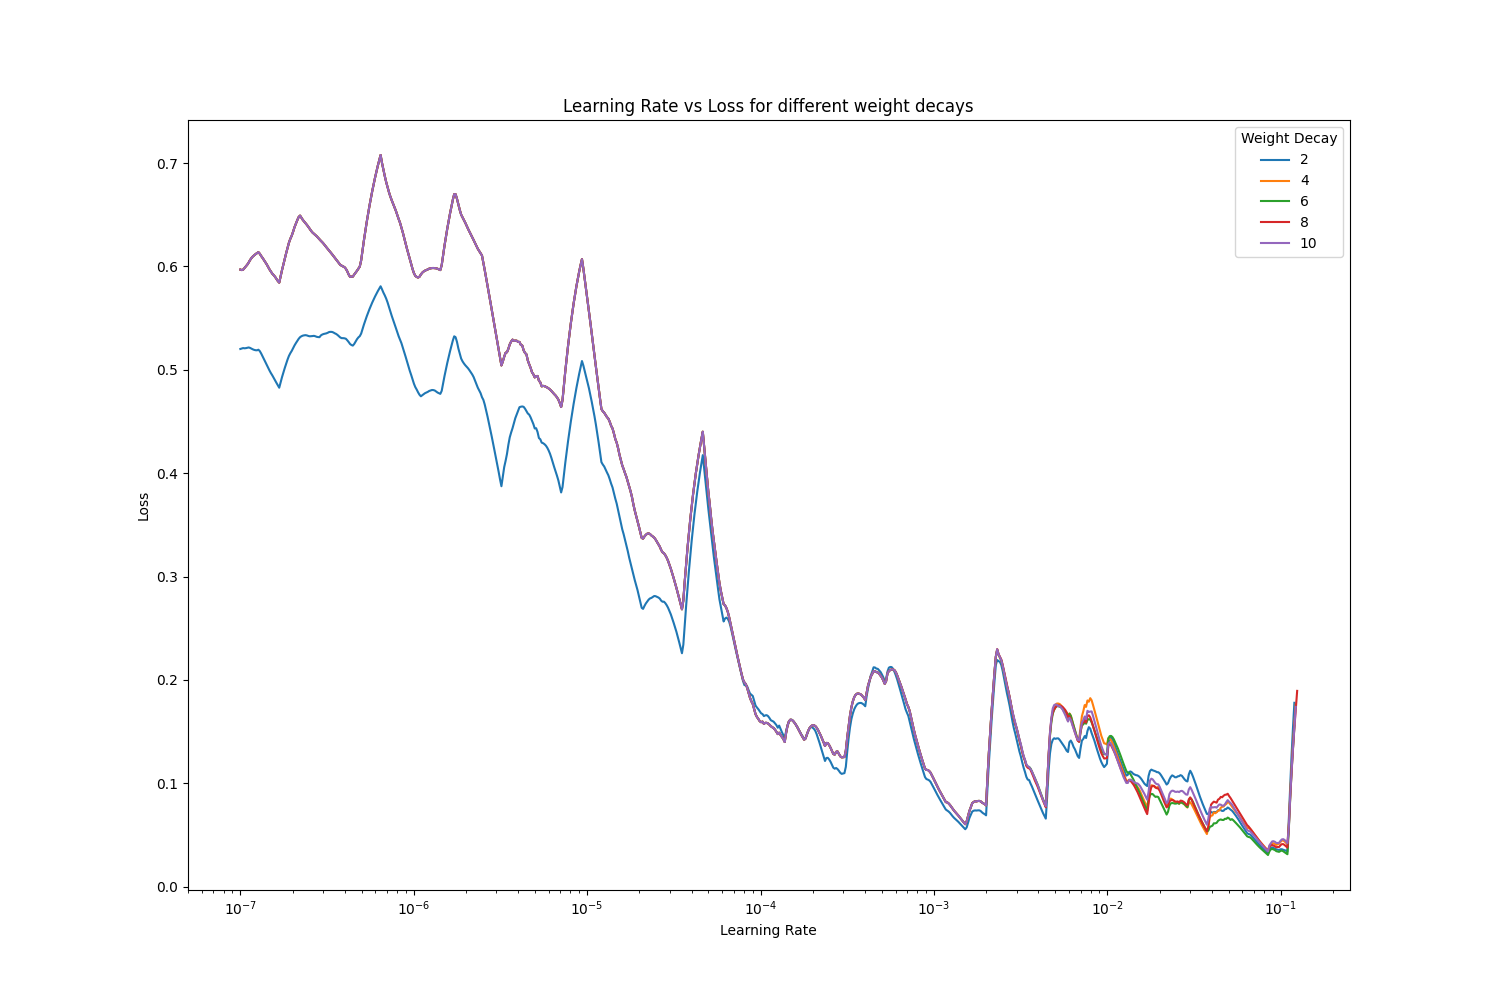 Learning Rate vs Loss for different weight decays
Weight Decay
2
4
6
8
10
Loss
0.7
0.6
0.5
0.4
0.3
0.2
0.1
0.0
10⁻⁷ 10⁻⁶ 10⁻⁵ 10⁻⁴ 10⁻³ 10⁻² 10⁻¹
Learning Rate